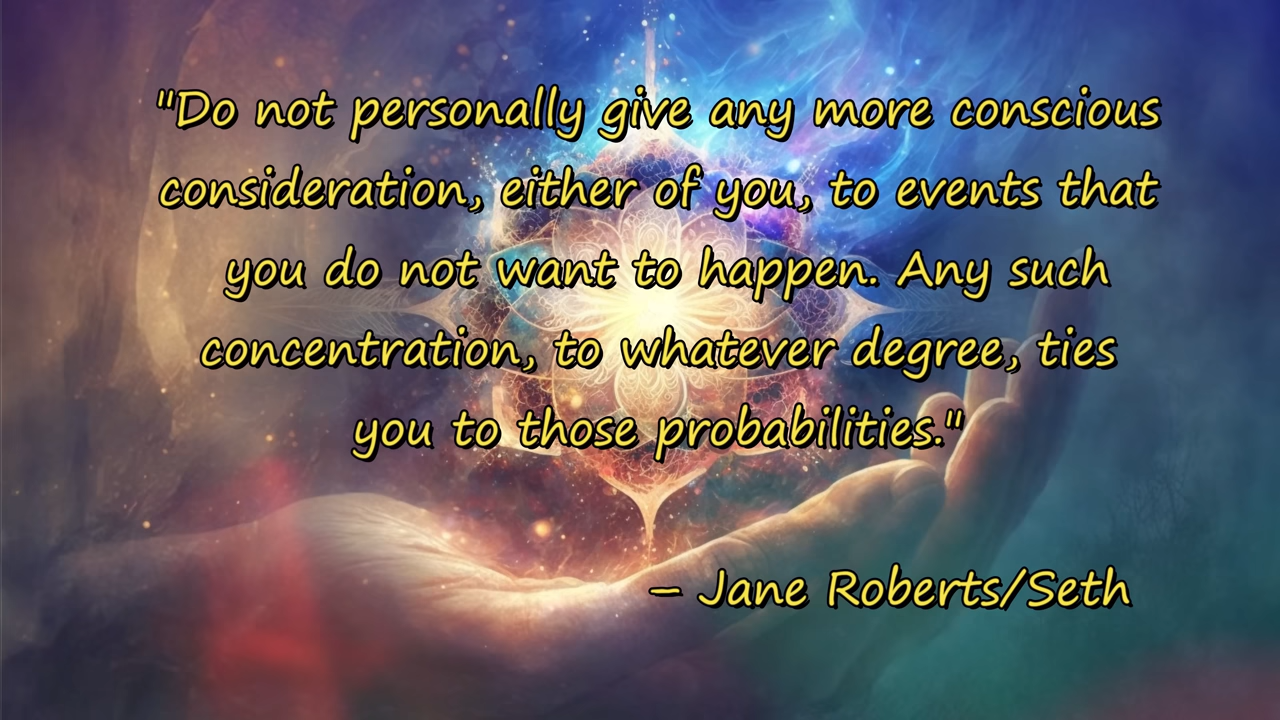 "Do not personally give any more conscious
consideration, either of you, to events that
you do not want to happen. Any such
concentration, to whatever degree, ties
you to those probabilities."
– Jane Roberts/Seth